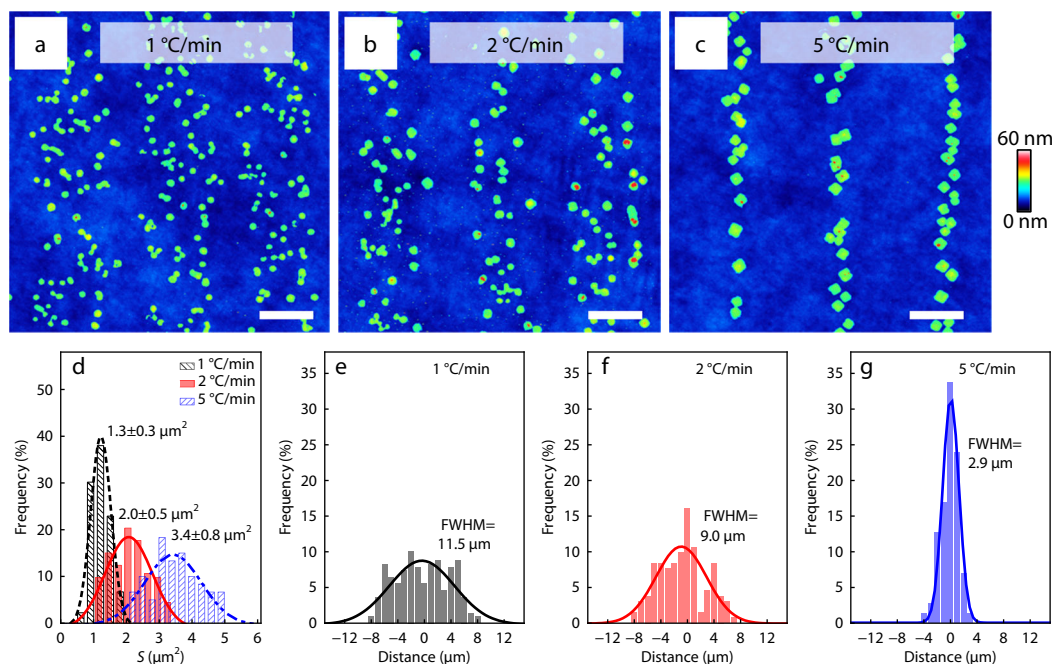 a
1 °C/min
b
2 °C/min
c
5 °C/min
60 nm
0 nm
d
1 °C/min
2 °C/min
5 °C/min
1.3±0.3 μm²
2.0±0.5 μm²
3.4±0.8 μm²
Frequency (%)
50
40
30
20
10
0
0 1 2 3 4 5 6
S (μm²)
e
1 °C/min
FWHM=
11.5 μm
Frequency (%)
35
30
25
20
15
10
5
0
−12 −8 −4 0 4 8 12
Distance (μm)
f
2 °C/min
FWHM=
9.0 μm
Frequency (%)
35
30
25
20
15
10
5
0
−12 −8 −4 0 4 8 12
Distance (μm)
g
5 °C/min
FWHM=
2.9 μm
Frequency (%)
35
30
25
20
15
10
5
0
−12 −8 −4 0 4 8 12
Distance (μm)